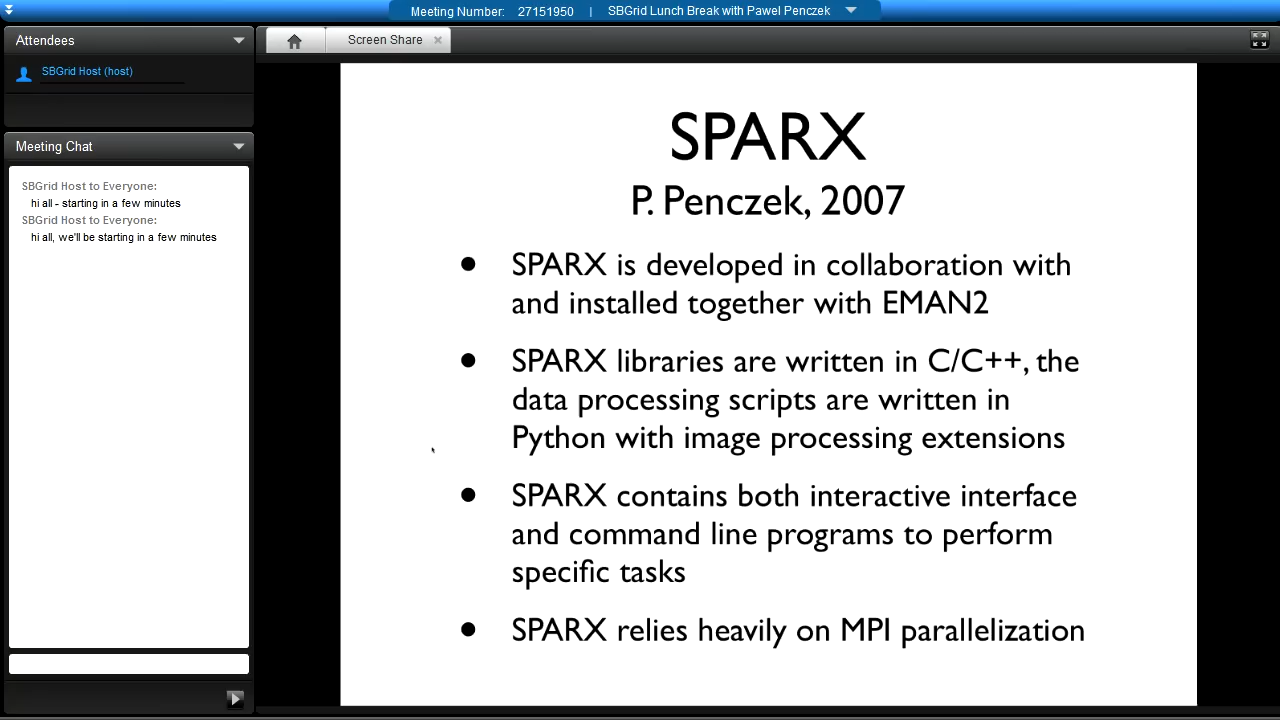 Meeting Number: 27151950 | SBGrid Lunch Break with Pawel Penczek
Attendees
SBGrid Host (host)
Meeting Chat
SBGrid Host to Everyone:
hi all - starting in a few minutes
SBGrid Host to Everyone:
hi all, we'll be starting in a few minutes
Screen Share
SPARX
P. Penczek, 2007
• SPARX is developed in collaboration with
and installed together with EMAN2
• SPARX libraries are written in C/C++, the
data processing scripts are written in
Python with image processing extensions
• SPARX contains both interactive interface
and command line programs to perform
specific tasks
• SPARX relies heavily on MPI parallelization